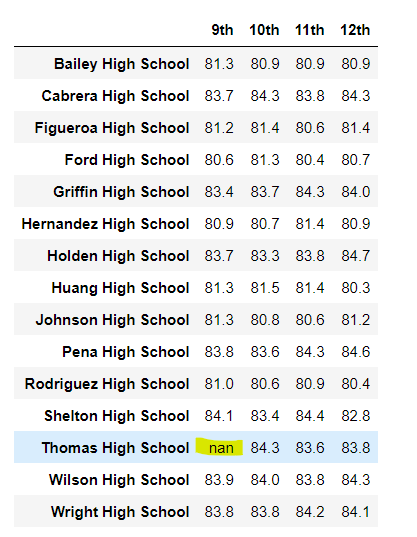 9th 10th 11th 12th
Bailey High School 81.3 80.9 80.9 80.9
Cabrera High School 83.7 84.3 83.8 84.3
Figueroa High School 81.2 81.4 80.6 81.4
Ford High School 80.6 81.3 80.4 80.7
Griffin High School 83.4 83.7 84.3 84.0
Hernandez High School 80.9 80.7 81.4 80.9
Holden High School 83.7 83.3 83.8 84.7
Huang High School 81.3 81.5 81.4 80.3
Johnson High School 81.3 80.8 80.6 81.2
Pena High School 83.8 83.6 84.3 84.6
Rodriguez High School 81.0 80.6 80.9 80.4
Shelton High School 84.1 83.4 84.4 82.8
Thomas High School nan 84.3 83.6 83.8
Wilson High School 83.9 84.0 83.8 84.3
Wright High School 83.8 83.8 84.2 84.1